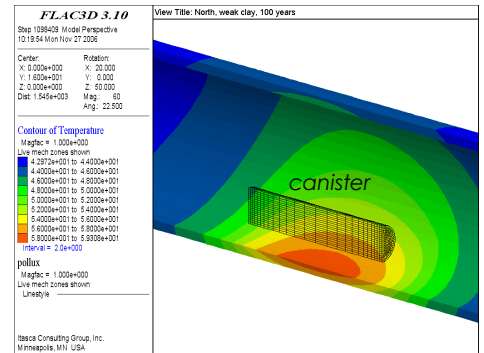 FLAC3D 3.10
Step 1098409 Model Perspective
10:19:54 Mon Nov 27 2006
Center: Rotation:
X: 0.000e+000 X: 20.000
Y: 1.600e+001 Y: 0.000
Z: 0.000e+000 Z: 50.000
Dist: 1.545e+003 Mag.: 60
Ang.: 22.500
Contour of Temperature
Magfac = 1.000e+000
Live mech zones shown
4.2972e+001 to 4.4000e+001
4.4000e+001 to 4.6000e+001
4.6000e+001 to 4.8000e+001
4.8000e+001 to 5.0000e+001
5.0000e+001 to 5.2000e+001
5.2000e+001 to 5.4000e+001
5.4000e+001 to 5.6000e+001
5.6000e+001 to 5.8000e+001
5.8000e+001 to 5.9308e+001
Interval = 2.0e+000
pollux
Magfac = 1.000e+000
Live mech zones shown
Linestyle
Itasca Consulting Group, Inc.
Minneapolis, MN USA
View Title: North, weak clay, 100 years
canister